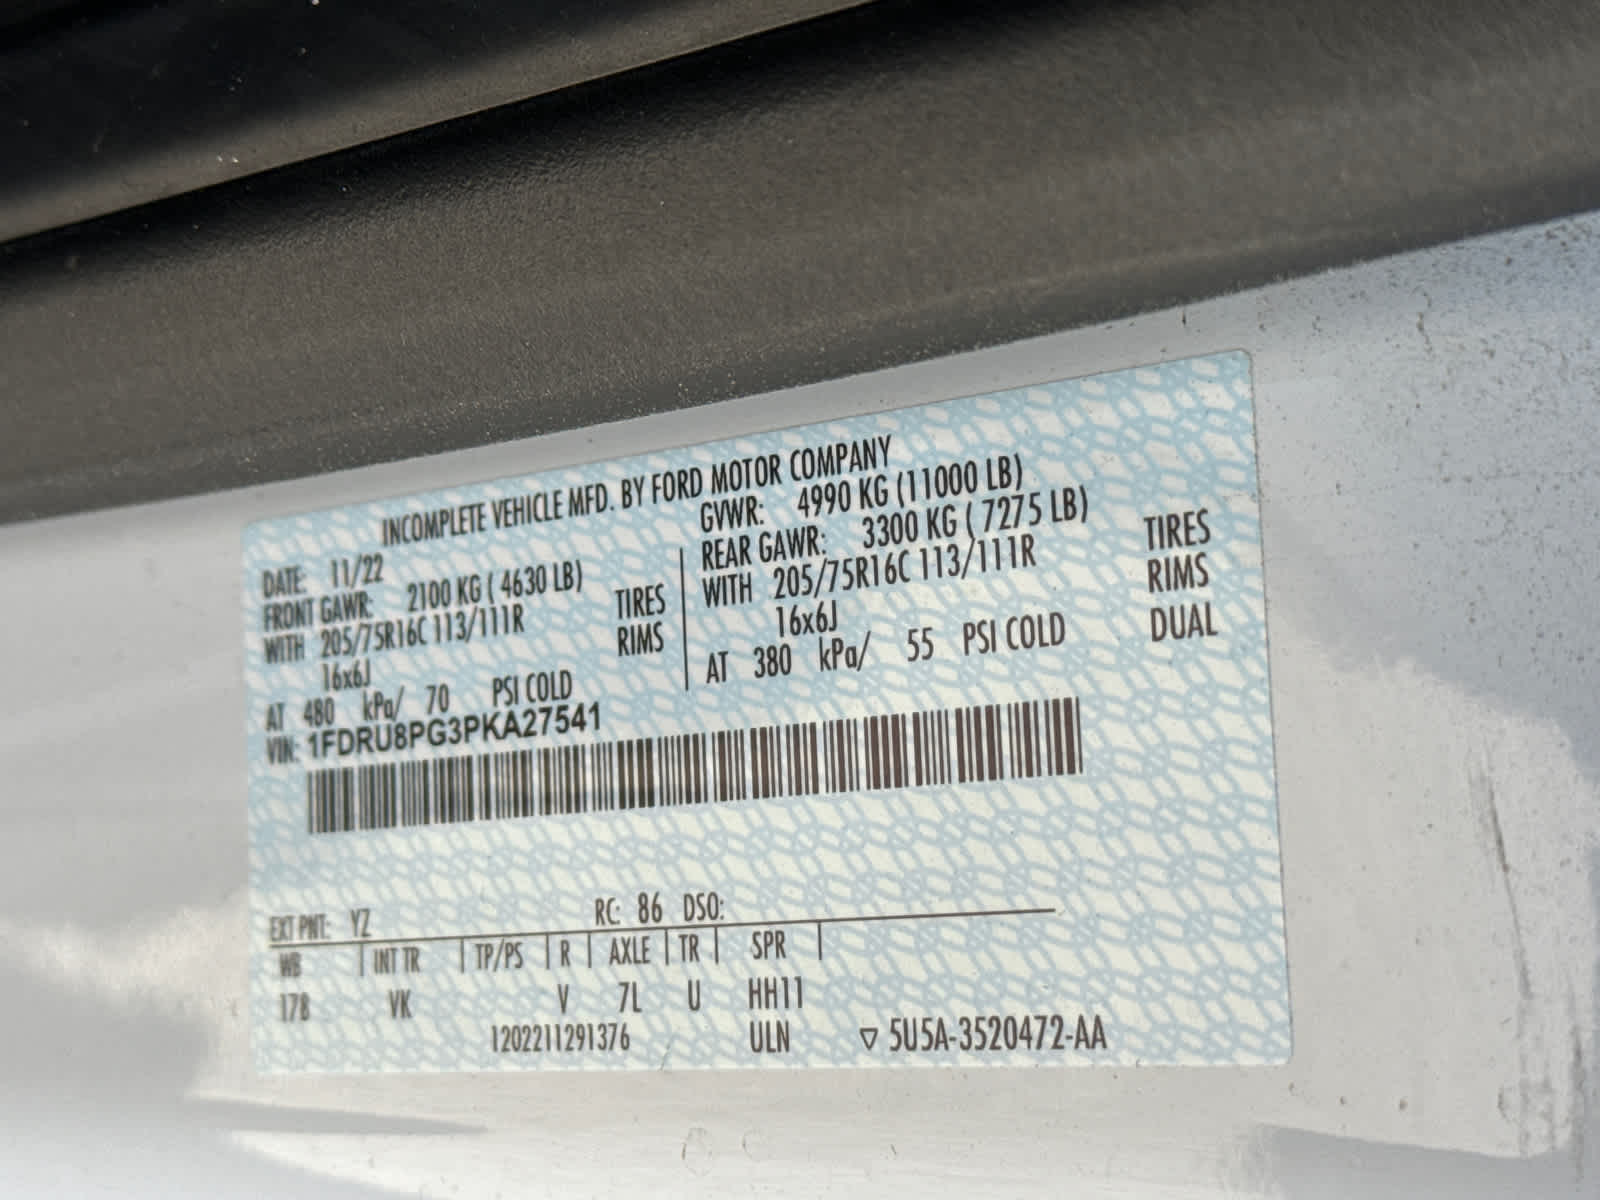 INCOMPLETE VEHICLE MFD. BY FORD MOTOR COMPANY
DATE: 11/22
GVWR: 4990 KG (11000 LB)
FRONT GAWR: 2100 KG ( 4630 LB)
REAR GAWR: 3300 KG ( 7275 LB)
WITH 205/75R16C 113/111R TIRES
WITH 205/75R16C 113/111R TIRES
16x6J RIMS
16x6J RIMS
AT 480 kPa/ 70 PSI COLD
AT 380 kPa/ 55 PSI COLD DUAL
VIN: 1FDRU8PG3PKA27541
EXT PNT: YZ RC: 86 DSO:
WB INT TR TP/PS R AXLE TR SPR
178 VK V 7L U HH11
1202211291376 ULN ▽ 5U5A-3520472-AA